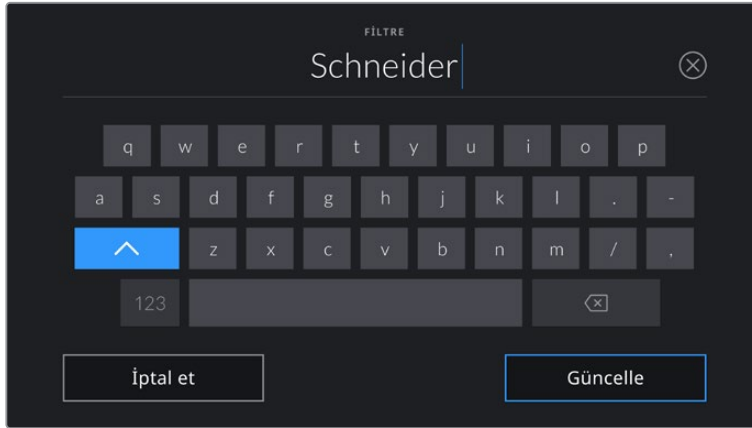 FİLTRE
Schneider
q w e r t y u i o p
a s d f g h j k l . -
z x c v b n m / ,
123
İptal et Güncelle